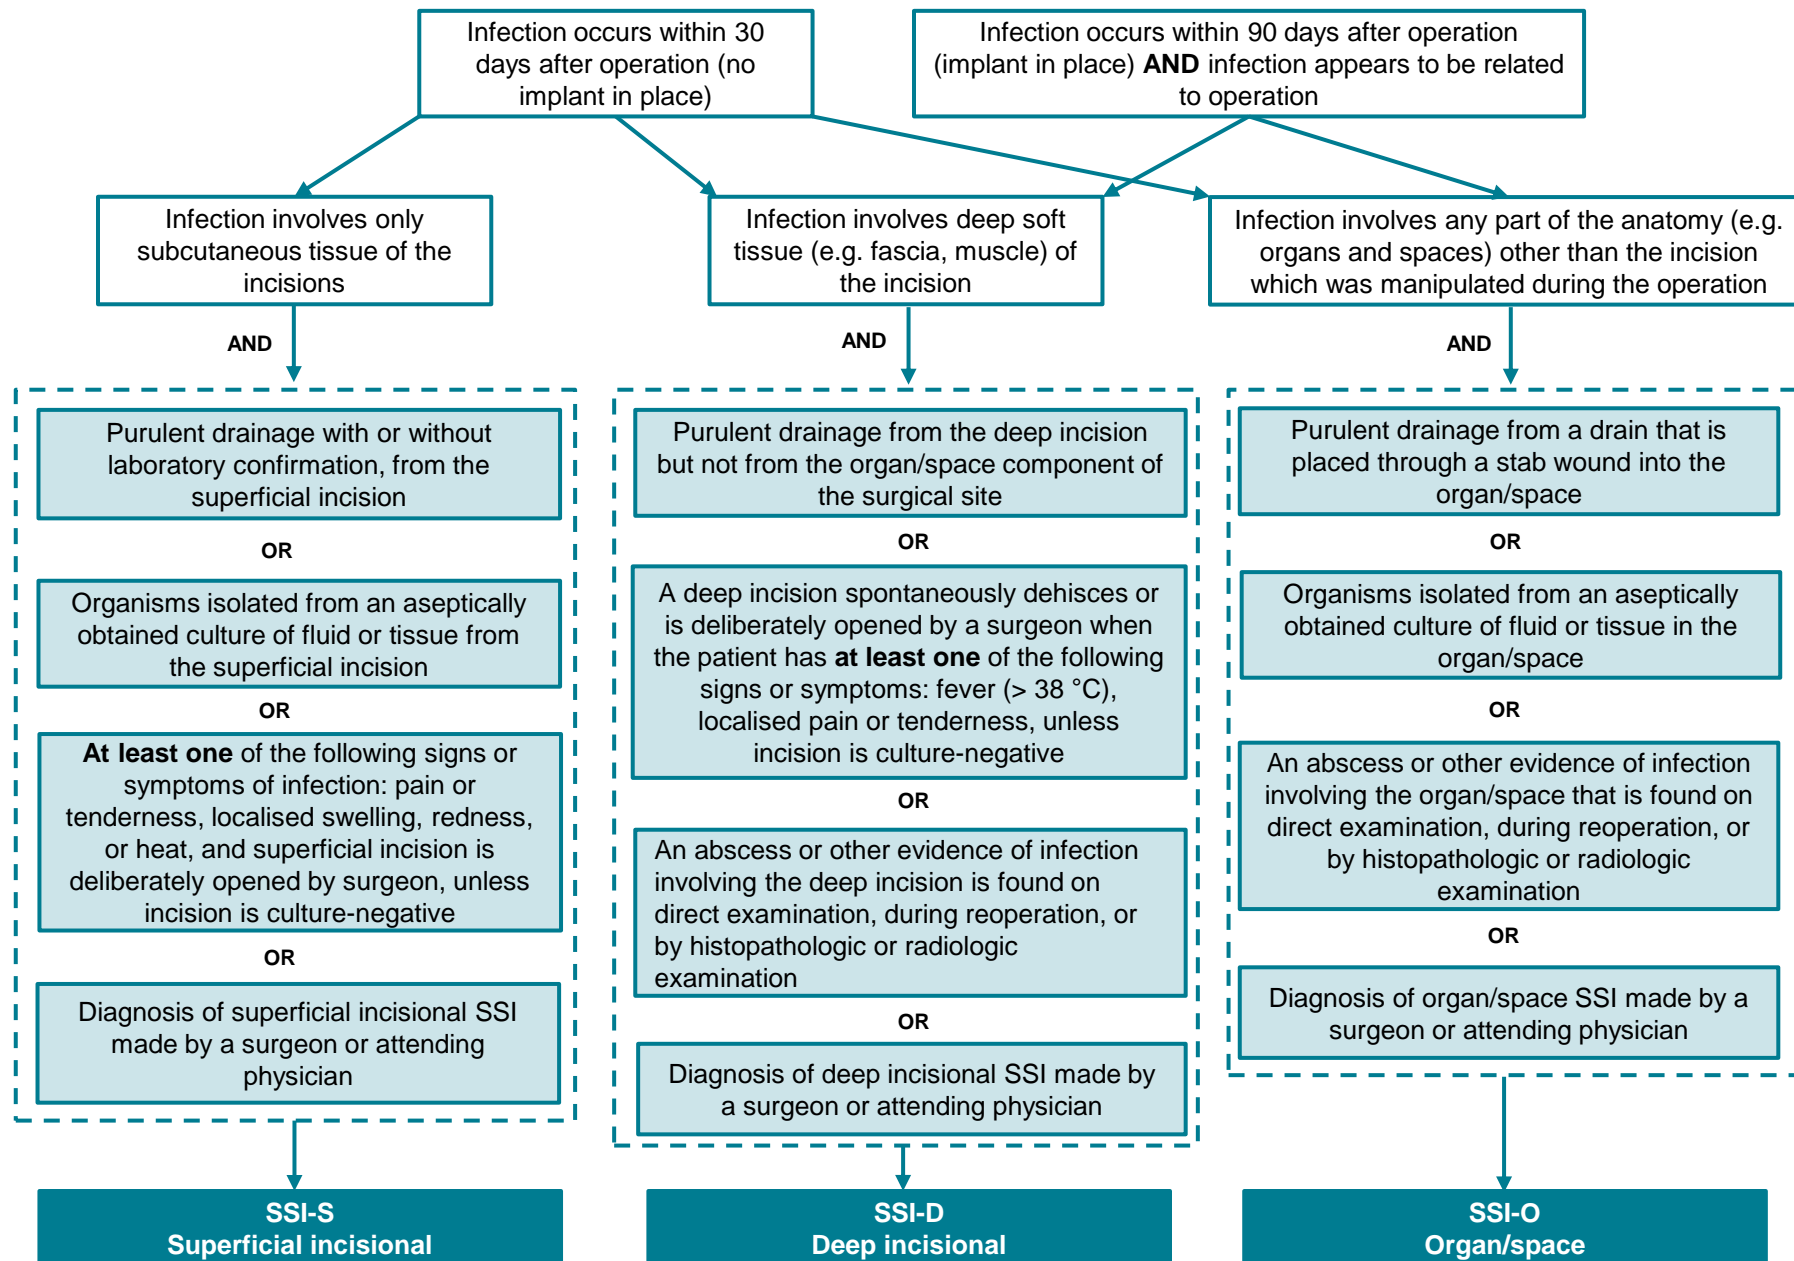 Infection occurs within 30
days after operation (no
implant in place)
Infection occurs within 90 days after operation
(implant in place) AND infection appears to be related
to operation
Infection involves only
subcutaneous tissue of the
incisions
Infection involves deep soft
tissue (e.g. fascia, muscle) of
the incision
Infection involves any part of the anatomy (e.g.
organs and spaces) other than the incision
which was manipulated during the operation
AND
AND
AND
Purulent drainage with or without
laboratory confirmation, from the
superficial incision
OR
Organisms isolated from an aseptically
obtained culture of fluid or tissue from
the superficial incision
OR
At least one of the following signs or
symptoms of infection: pain or
tenderness, localised swelling, redness,
or heat, and superficial incision is
deliberately opened by surgeon, unless
incision is culture-negative
OR
Diagnosis of superficial incisional SSI
made by a surgeon or attending
physician
Purulent drainage from the deep incision
but not from the organ/space component of
the surgical site
OR
A deep incision spontaneously dehisces or
is deliberately opened by a surgeon when
the patient has at least one of the following
signs or symptoms: fever (> 38 °C),
localised pain or tenderness, unless
incision is culture-negative
OR
An abscess or other evidence of infection
involving the deep incision is found on
direct examination, during reoperation, or
by histopathologic or radiologic
examination
OR
Diagnosis of deep incisional SSI made by
a surgeon or attending physician
Purulent drainage from a drain that is
placed through a stab wound into the
organ/space
OR
Organisms isolated from an aseptically
obtained culture of fluid or tissue in the
organ/space
OR
An abscess or other evidence of infection
involving the organ/space that is found on
direct examination, during reoperation, or
by histopathologic or radiologic
examination
OR
Diagnosis of organ/space SSI made by a
surgeon or attending physician
SSI-S
Superficial incisional
SSI-D
Deep incisional
SSI-O
Organ/space